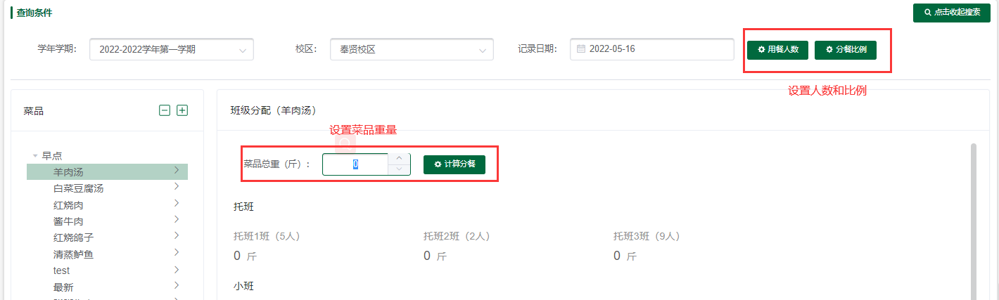 查询条件
点击收起搜索
学年学期: 2022-2022学年第一学期 校区: 奉贤校区 记录日期: 2022-05-16 用餐人数 分餐比例
设置人数和比例
菜品
班级分配（羊肉汤）
设置菜品重量
早点
羊肉汤
白菜豆腐汤
红烧肉
酱牛肉
红烧鸽子
清蒸鲈鱼
test
最新
菜品总重（斤）: 0 计算分餐
托班
托班1班（5人） 托班2班（2人） 托班3班（9人）
0 斤 0 斤 0 斤
小班